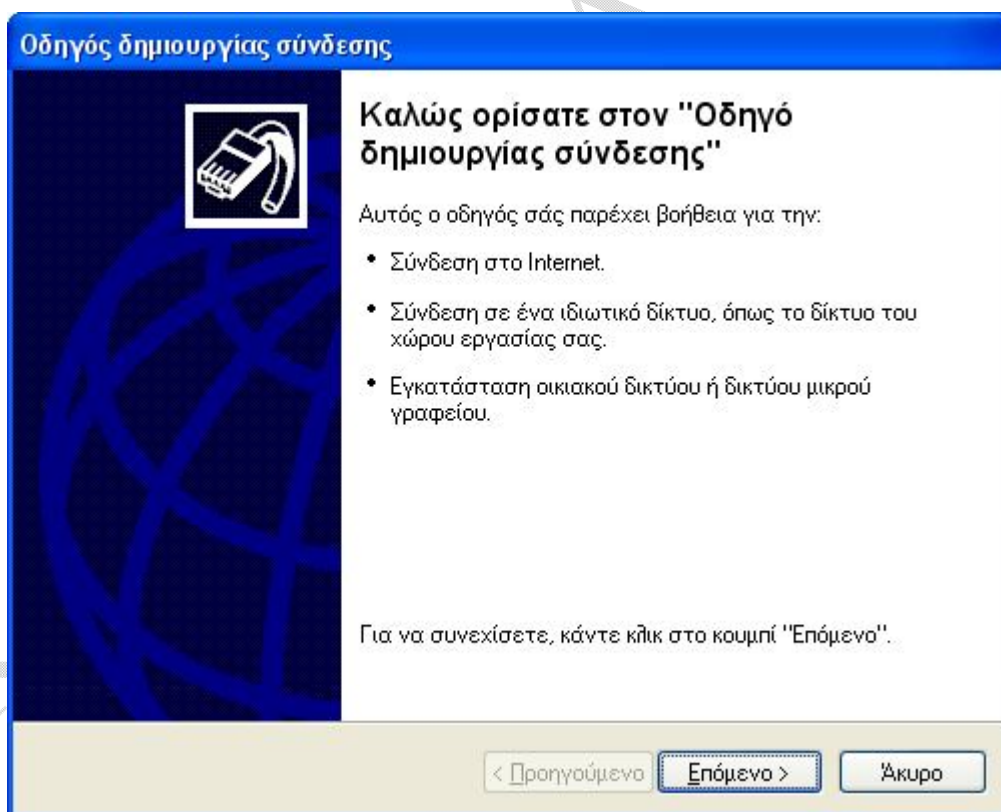 Οδηγός δημιουργίας σύνδεσης
Καλώς ορίσατε στον "Οδηγό
δημιουργίας σύνδεσης"
Αυτός ο οδηγός σάς παρέχει βοήθεια για την:
• Σύνδεση στο Internet.
• Σύνδεση σε ένα ιδιωτικό δίκτυο, όπως το δίκτυο του
χώρου εργασίας σας.
• Εγκατάσταση οικιακού δικτύου ή δικτύου μικρού
γραφείου.
Για να συνεχίσετε, κάντε κλικ στο κουμπί "Επόμενο".
< Προηγούμενο Επόμενο > Άκυρο